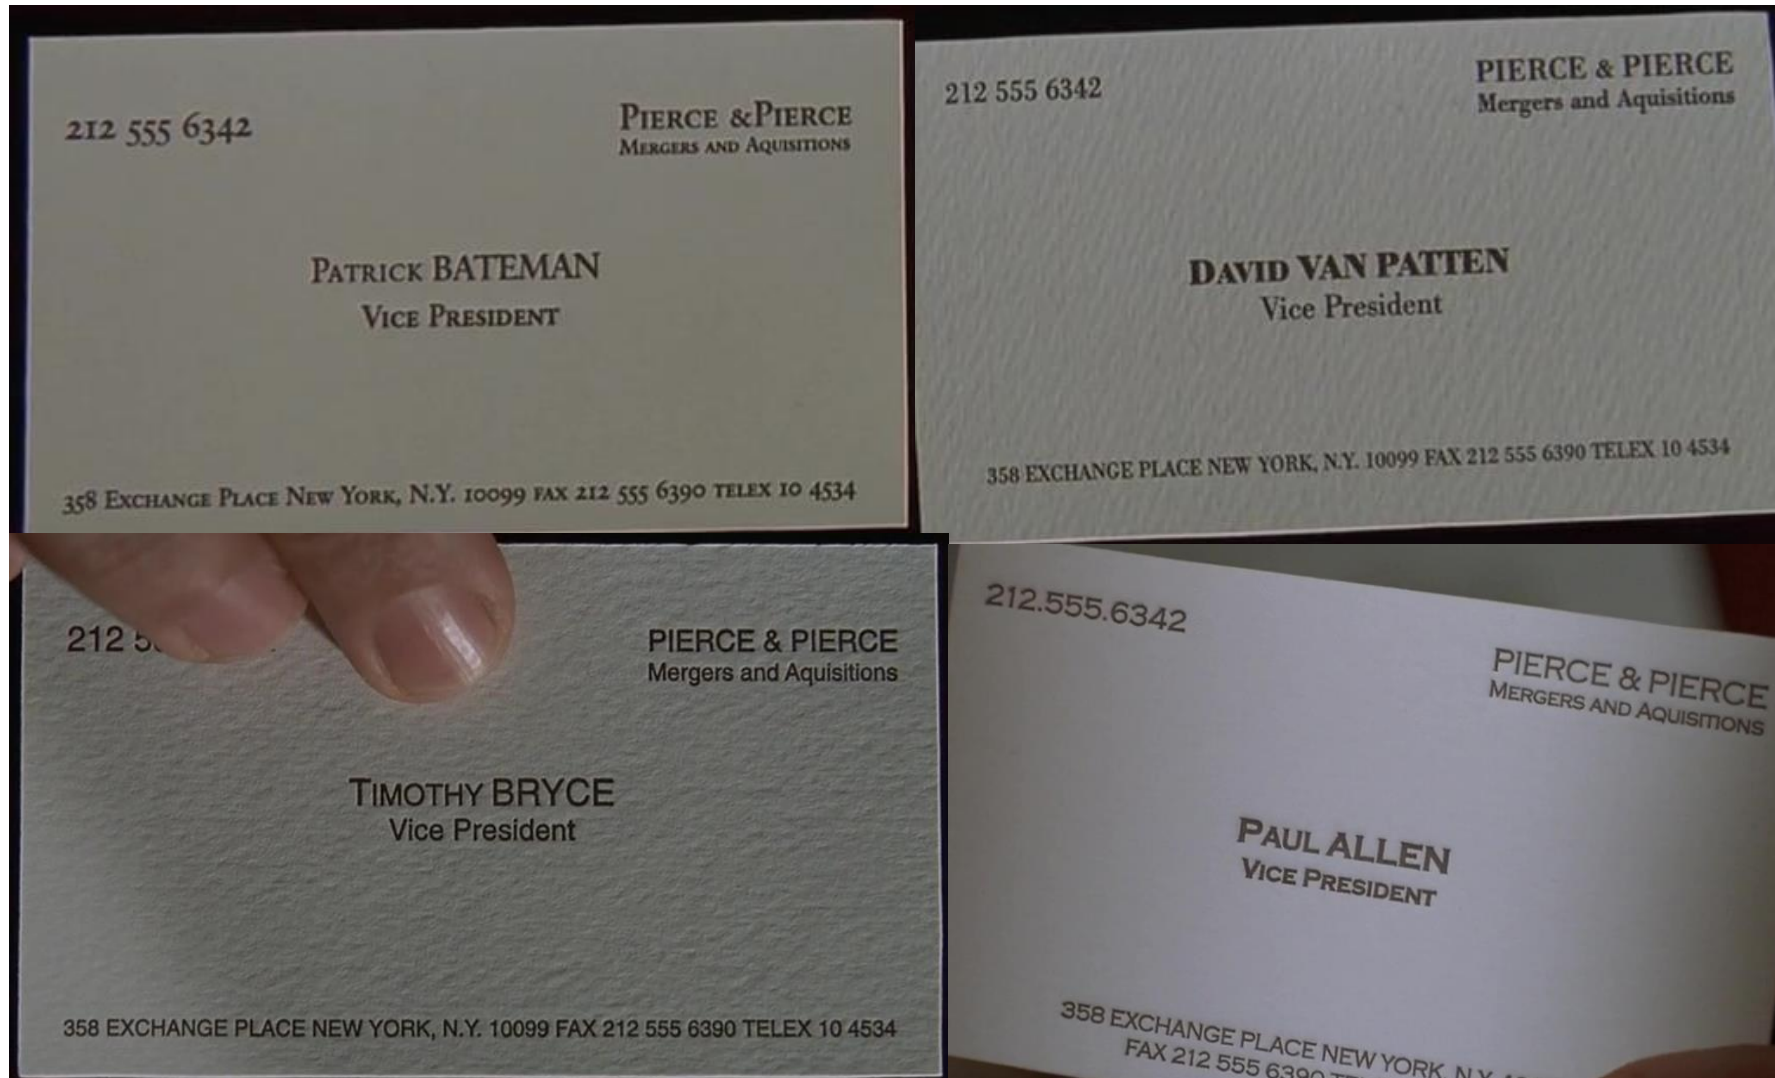 212 555 6342
PIERCE &PIERCE
MERGERS AND AQUISITIONS
PATRICK BATEMAN
VICE PRESIDENT
358 EXCHANGE PLACE NEW YORK, N.Y. 10099 FAX 212 555 6390 TELEX 10 4534
212 555 6342
PIERCE & PIERCE
Mergers and Aquisitions
DAVID VAN PATTEN
Vice President
358 EXCHANGE PLACE NEW YORK, N.Y. 10099 FAX 212 555 6390 TELEX 10 4534
212
PIERCE & PIERCE
Mergers and Aquisitions
TIMOTHY BRYCE
Vice President
358 EXCHANGE PLACE NEW YORK, N.Y. 10099 FAX 212 555 6390 TELEX 10 4534
212.555.6342
PIERCE & PIERCE
MERGERS AND AQUISITIONS
PAUL ALLEN
VICE PRESIDENT
358 EXCHANGE PLACE NEW YORK, N.Y.
FAX 212 555 6390